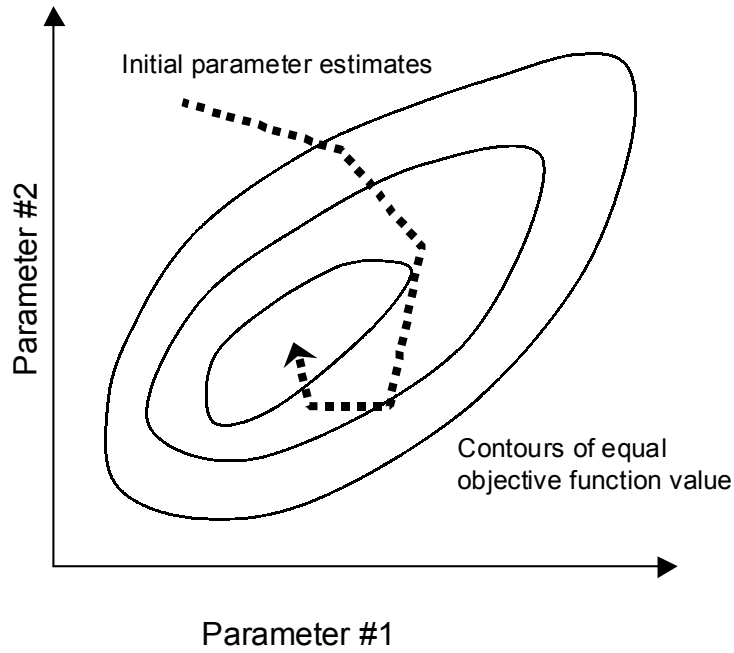 Initial parameter estimates
Parameter #2
Contours of equal
objective function value
Parameter #1